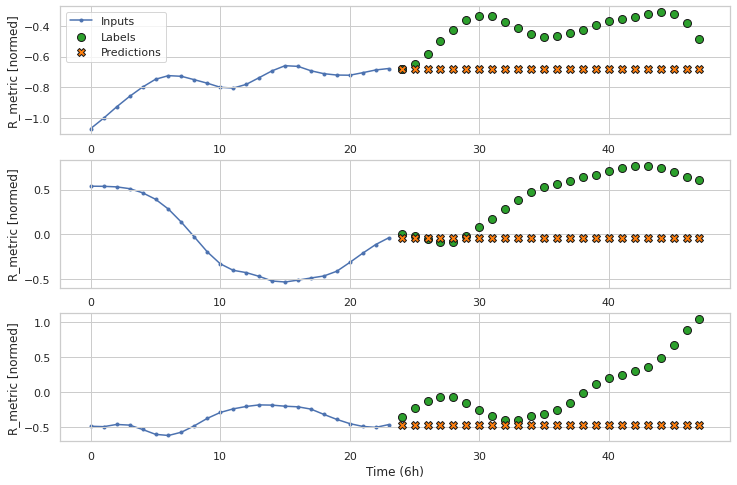 Inputs
Labels
Predictions
R_metric [normed]
−0.4
−0.6
−0.8
−1.0
0 10 20 30 40
R_metric [normed]
0.5
0.0
−0.5
0 10 20 30 40
R_metric [normed]
1.0
0.5
0.0
−0.5
0 10 20 30 40
Time (6h)